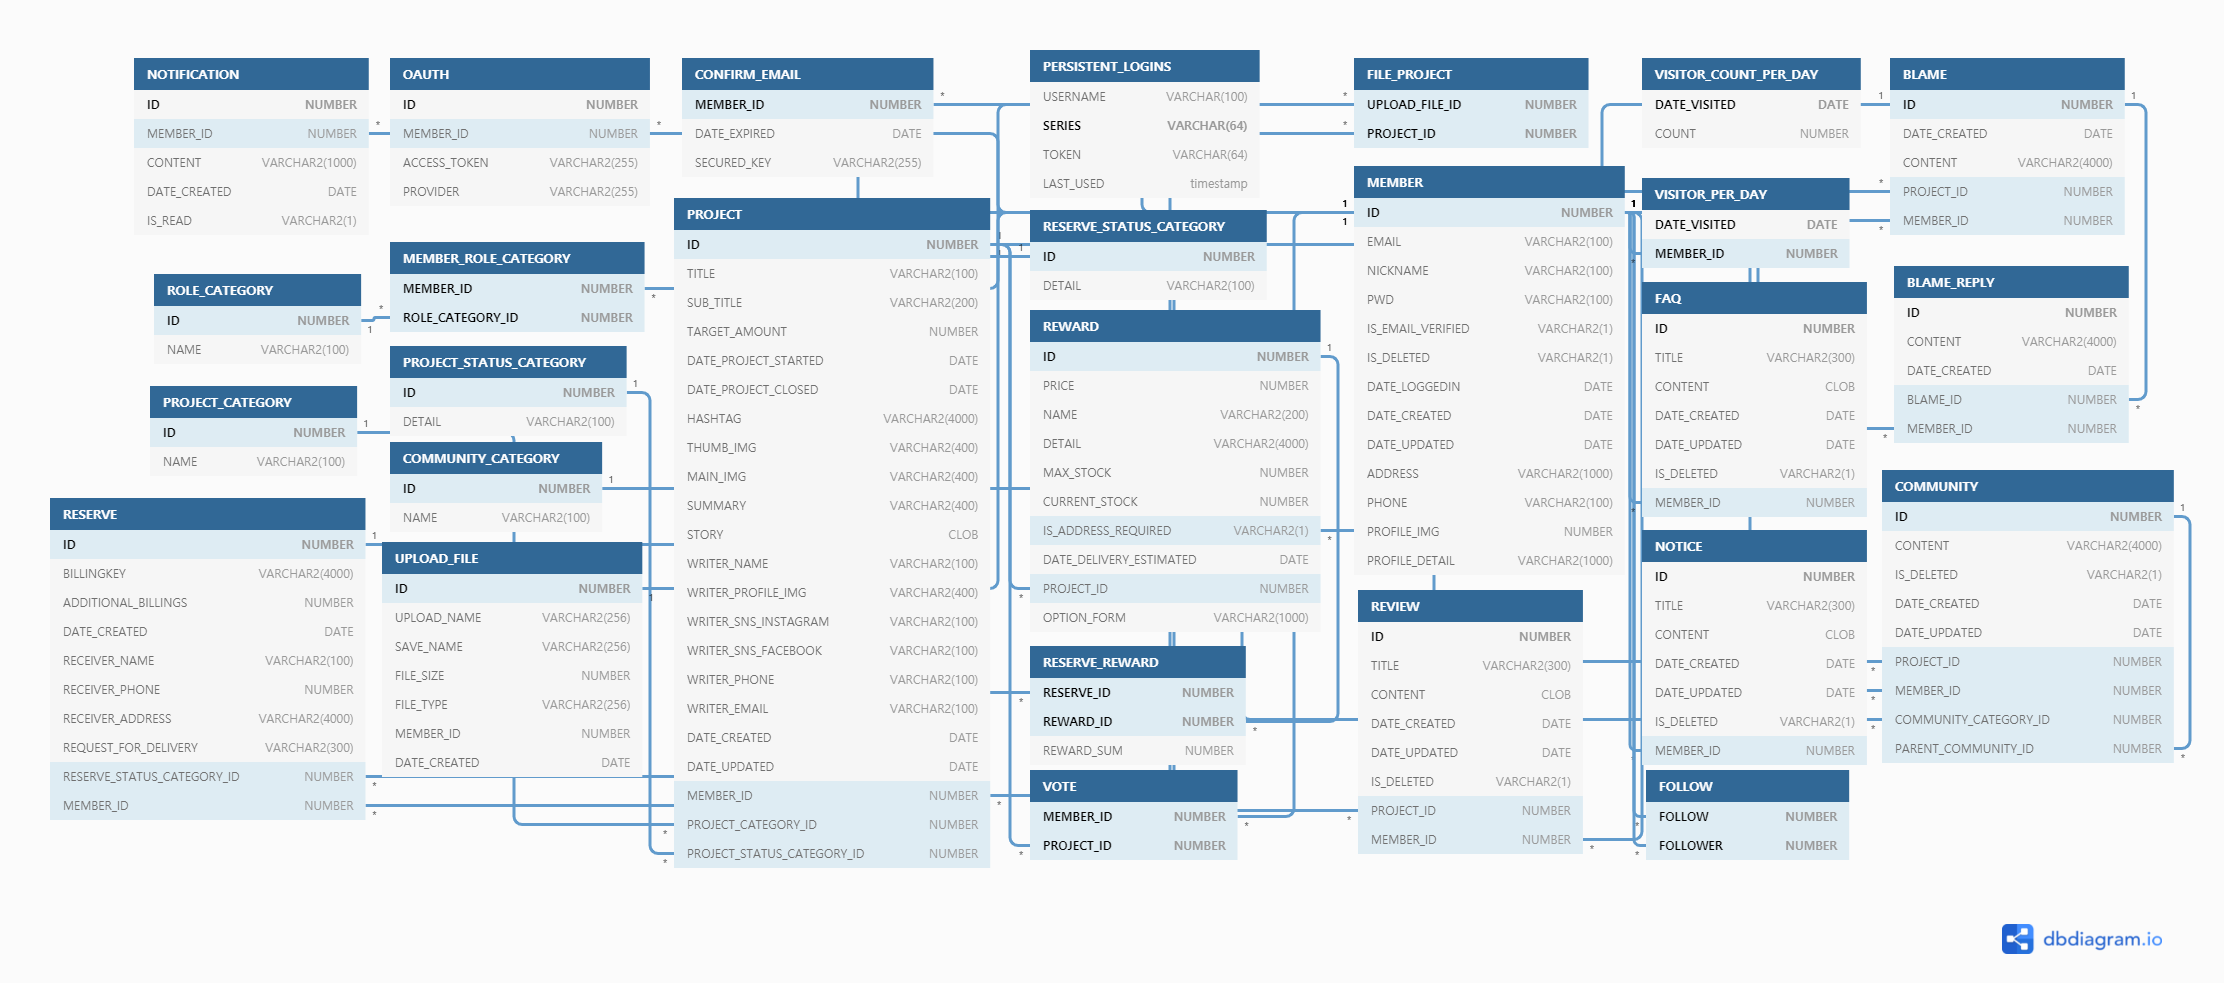 NOTIFICATION
ID NUMBER
MEMBER_ID NUMBER
CONTENT VARCHAR2(1000)
DATE_CREATED DATE
IS_READ VARCHAR2(1)
OAUTH
ID NUMBER
MEMBER_ID NUMBER
ACCESS_TOKEN VARCHAR2(255)
PROVIDER VARCHAR2(255)
CONFIRM_EMAIL
MEMBER_ID NUMBER
DATE_EXPIRED DATE
SECURED_KEY VARCHAR2(255)
PERSISTENT_LOGINS
USERNAME VARCHAR(100)
SERIES VARCHAR(64)
TOKEN VARCHAR(64)
LAST_USED timestamp
FILE_PROJECT
UPLOAD_FILE_ID NUMBER
PROJECT_ID NUMBER
VISITOR_COUNT_PER_DAY
DATE_VISITED DATE
COUNT NUMBER
BLAME
ID NUMBER
DATE_CREATED DATE
CONTENT VARCHAR2(4000)
PROJECT_ID NUMBER
MEMBER_ID NUMBER
ROLE_CATEGORY
ID NUMBER
NAME VARCHAR2(100)
MEMBER_ROLE_CATEGORY
MEMBER_ID NUMBER
ROLE_CATEGORY_ID NUMBER
PROJECT_CATEGORY
ID NUMBER
NAME VARCHAR2(100)
PROJECT_STATUS_CATEGORY
ID NUMBER
DETAIL VARCHAR2(100)
COMMUNITY_CATEGORY
ID NUMBER
NAME VARCHAR2(100)
RESERVE
ID NUMBER
BILLINGKEY VARCHAR2(4000)
ADDITIONAL_BILLINGS NUMBER
DATE_CREATED DATE
RECEIVER_NAME VARCHAR2(100)
RECEIVER_PHONE NUMBER
RECEIVER_ADDRESS VARCHAR2(4000)
REQUEST_FOR_DELIVERY VARCHAR2(300)
RESERVE_STATUS_CATEGORY_ID NUMBER
MEMBER_ID NUMBER
UPLOAD_FILE
ID NUMBER
UPLOAD_NAME VARCHAR2(256)
SAVE_NAME VARCHAR2(256)
FILE_SIZE NUMBER
FILE_TYPE VARCHAR2(256)
MEMBER_ID NUMBER
DATE_CREATED DATE
PROJECT
ID NUMBER
TITLE VARCHAR2(100)
SUB_TITLE VARCHAR2(200)
TARGET_AMOUNT NUMBER
DATE_PROJECT_STARTED DATE
DATE_PROJECT_CLOSED DATE
HASHTAG VARCHAR2(4000)
THUMB_IMG VARCHAR2(400)
MAIN_IMG VARCHAR2(400)
SUMMARY VARCHAR2(400)
STORY CLOB
WRITER_NAME VARCHAR2(100)
WRITER_PROFILE_IMG VARCHAR2(400)
WRITER_SNS_INSTAGRAM VARCHAR2(100)
WRITER_SNS_FACEBOOK VARCHAR2(100)
WRITER_PHONE VARCHAR2(100)
WRITER_EMAIL VARCHAR2(100)
DATE_CREATED DATE
DATE_UPDATED DATE
MEMBER_ID NUMBER
PROJECT_CATEGORY_ID NUMBER
PROJECT_STATUS_CATEGORY_ID NUMBER
RESERVE_STATUS_CATEGORY
ID NUMBER
DETAIL VARCHAR2(100)
REWARD
ID NUMBER
PRICE NUMBER
NAME VARCHAR2(200)
DETAIL VARCHAR2(4000)
MAX_STOCK NUMBER
CURRENT_STOCK NUMBER
IS_ADDRESS_REQUIRED VARCHAR2(1)
DATE_DELIVERY_ESTIMATED DATE
PROJECT_ID NUMBER
OPTION_FORM VARCHAR2(1000)
RESERVE_REWARD
RESERVE_ID NUMBER
REWARD_ID NUMBER
REWARD_SUM NUMBER
VOTE
MEMBER_ID NUMBER
PROJECT_ID NUMBER
MEMBER
ID NUMBER
EMAIL VARCHAR2(100)
NICKNAME VARCHAR2(100)
PWD VARCHAR2(100)
IS_EMAIL_VERIFIED VARCHAR2(1)
IS_DELETED VARCHAR2(1)
DATE_LOGGEDIN DATE
DATE_CREATED DATE
DATE_UPDATED DATE
ADDRESS VARCHAR2(1000)
PHONE VARCHAR2(100)
PROFILE_IMG NUMBER
PROFILE_DETAIL VARCHAR2(1000)
REVIEW
ID NUMBER
TITLE VARCHAR2(300)
CONTENT CLOB
DATE_CREATED DATE
DATE_UPDATED DATE
IS_DELETED VARCHAR2(1)
PROJECT_ID NUMBER
MEMBER_ID NUMBER
VISITOR_PER_DAY
DATE_VISITED DATE
MEMBER_ID NUMBER
FAQ
ID NUMBER
TITLE VARCHAR2(300)
CONTENT CLOB
DATE_CREATED DATE
DATE_UPDATED DATE
IS_DELETED VARCHAR2(1)
MEMBER_ID NUMBER
NOTICE
ID NUMBER
TITLE VARCHAR2(300)
CONTENT CLOB
DATE_CREATED DATE
DATE_UPDATED DATE
IS_DELETED VARCHAR2(1)
MEMBER_ID NUMBER
FOLLOW
FOLLOW NUMBER
FOLLOWER NUMBER
BLAME_REPLY
ID NUMBER
CONTENT VARCHAR2(4000)
DATE_CREATED DATE
BLAME_ID NUMBER
MEMBER_ID NUMBER
COMMUNITY
ID NUMBER
CONTENT VARCHAR2(4000)
IS_DELETED VARCHAR2(1)
DATE_CREATED DATE
DATE_UPDATED DATE
PROJECT_ID NUMBER
MEMBER_ID NUMBER
COMMUNITY_CATEGORY_ID NUMBER
PARENT_COMMUNITY_ID NUMBER
dbdiagram.io